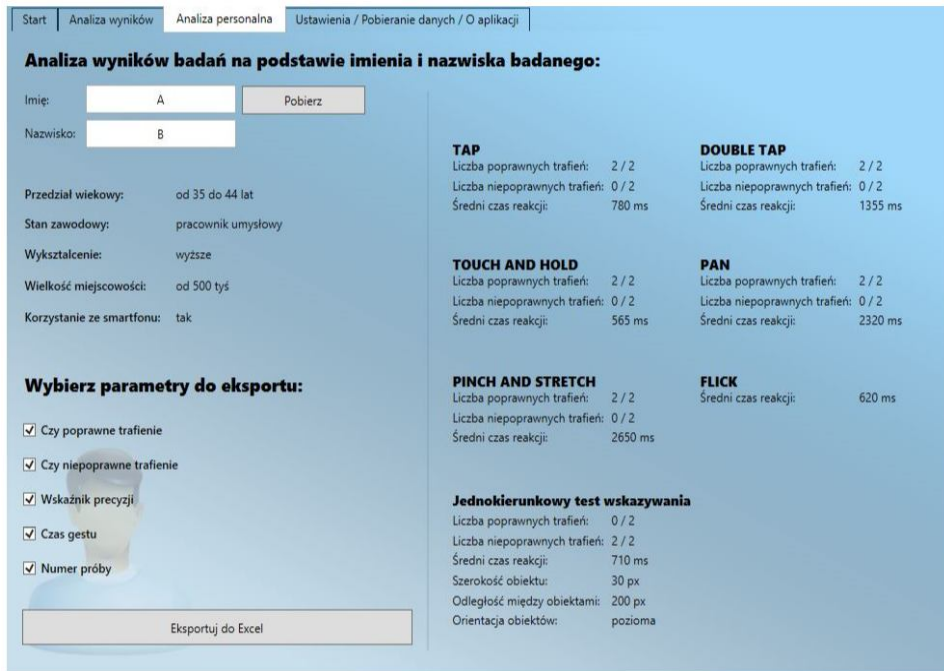 Start Analiza wyników Analiza personalna Ustawienia / Pobieranie danych / O aplikacji
Analiza wyników badań na podstawie imienia i nazwiska badanego:
Imię: A Pobierz
Nazwisko: B
Przedział wiekowy: od 35 do 44 lat
Stan zawodowy: pracownik umysłowy
Wykształcenie: wyższe
Wielkość miejscowości: od 500 tyś
Korzystanie ze smartfonu: tak
Wybierz parametry do eksportu:
Czy poprawne trafienie
Czy niepoprawne trafienie
Wskaźnik precyzji
Czas gestu
Numer próby
Eksportuj do Excel
TAP
Liczba poprawnych trafień: 2 / 2
Liczba niepoprawnych trafień: 0 / 2
Średni czas reakcji: 780 ms
DOUBLE TAP
Liczba poprawnych trafień: 2 / 2
Liczba niepoprawnych trafień: 0 / 2
Średni czas reakcji: 1355 ms
TOUCH AND HOLD
Liczba poprawnych trafień: 2 / 2
Liczba niepoprawnych trafień: 0 / 2
Średni czas reakcji: 565 ms
PAN
Liczba poprawnych trafień: 2 / 2
Liczba niepoprawnych trafień: 0 / 2
Średni czas reakcji: 2320 ms
PINCH AND STRETCH
Liczba poprawnych trafień: 2 / 2
Liczba niepoprawnych trafień: 0 / 2
Średni czas reakcji: 2650 ms
FLICK
Średni czas reakcji: 620 ms
Jednokierunkowy test wskazywania
Liczba poprawnych trafień: 0 / 2
Liczba niepoprawnych trafień: 2 / 2
Średni czas reakcji: 710 ms
Szerokość obiektu: 30 px
Odległość między obiektami: 200 px
Orientacja obiektów: pozioma